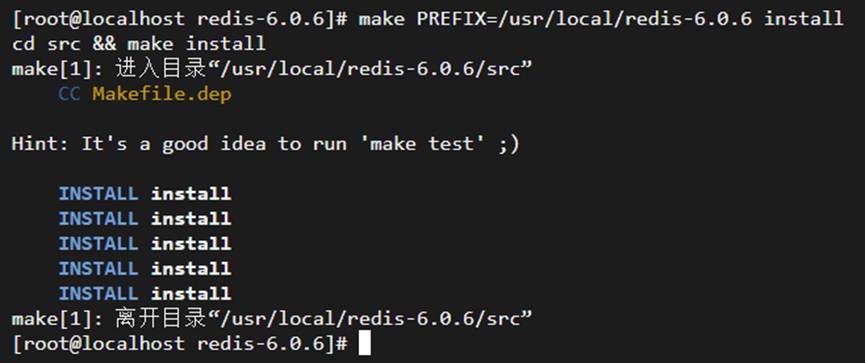 [root@localhost redis-6.0.6]# make PREFIX=/usr/local/redis-6.0.6 install
cd src && make install
make[1]: 进入目录“/usr/local/redis-6.0.6/src”
CC Makefile.dep
Hint: It's a good idea to run 'make test' ;)
INSTALL install
INSTALL install
INSTALL install
INSTALL install
INSTALL install
make[1]: 离开目录“/usr/local/redis-6.0.6/src”
[root@localhost redis-6.0.6]#